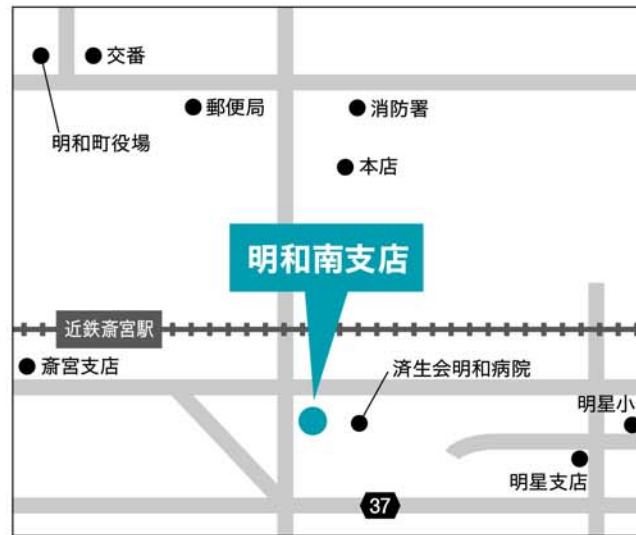 交番
郵便局
消防署
明和町役場
本店
明和南支店
近鉄斎宮駅
斎宮支店
済生会明和病院
明星小
明星支店
37